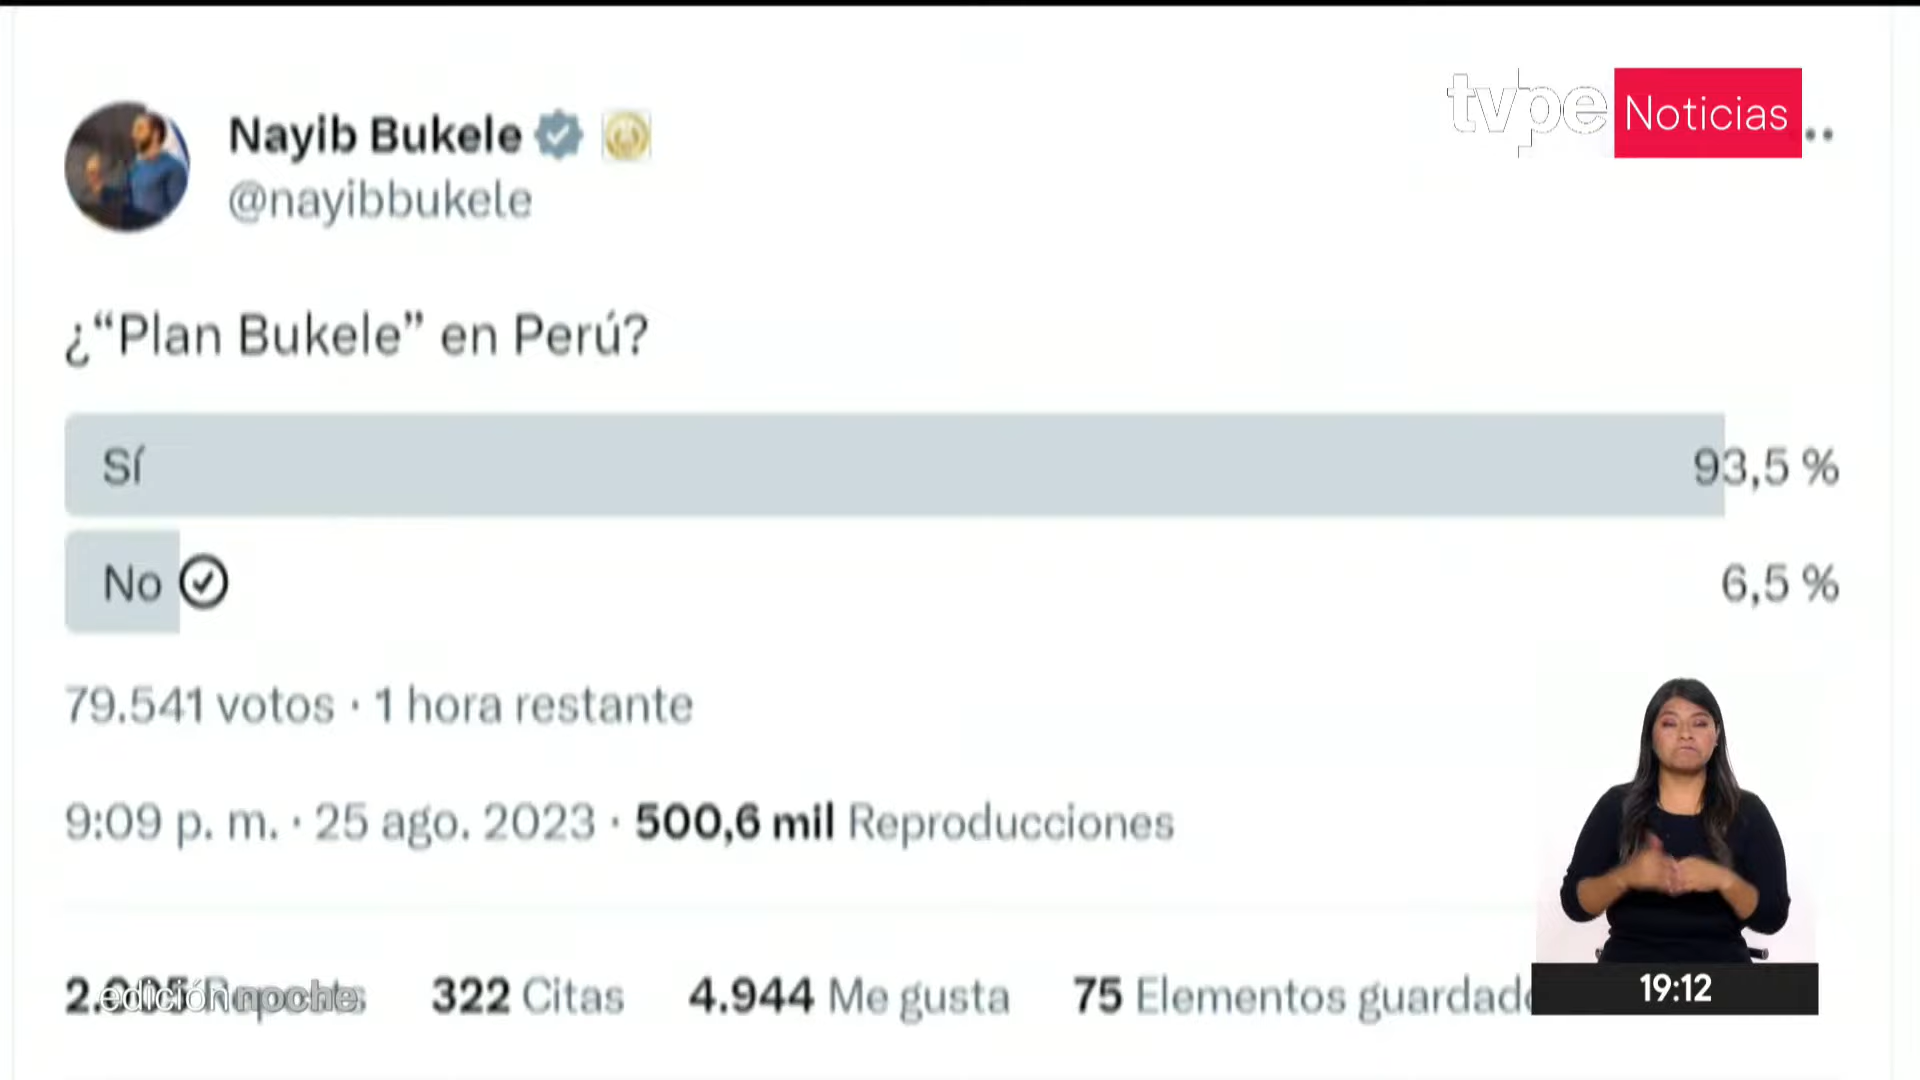 tvpe Noticias
Nayib Bukele
@nayibbukele
¿“Plan Bukele” en Perú?
Sí 93,5 %
No 6,5 %
79.541 votos · 1 hora restante
9:09 p. m. · 25 ago. 2023 · 500,6 mil Reproducciones
322 Citas 4.944 Me gusta 75 Elementos
edición noche
19:12